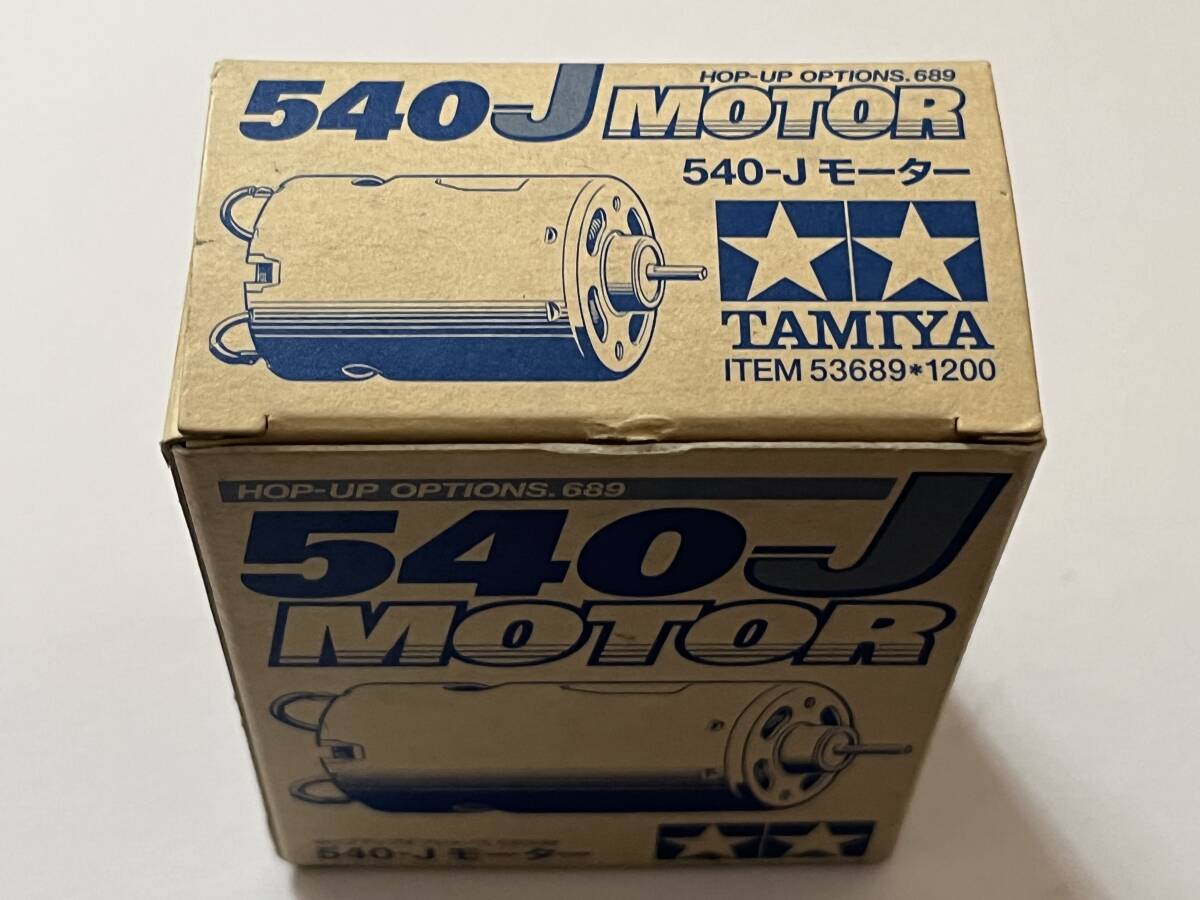 HOP-UP OPTIONS.689
540-J MOTOR
540-J モーター
TAMIYA
ITEM 53689*1200
HOP-UP OPTIONS.689
540-J
MOTOR
540-J モーター